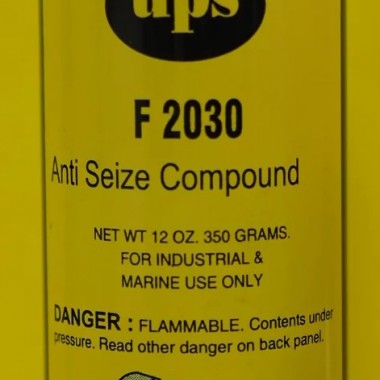 ups
F 2030
Anti Seize Compound
NET WT 12 OZ. 350 GRAMS.
FOR INDUSTRIAL &
MARINE USE ONLY
DANGER : FLAMMABLE. Contents under
pressure. Read other danger on back panel.